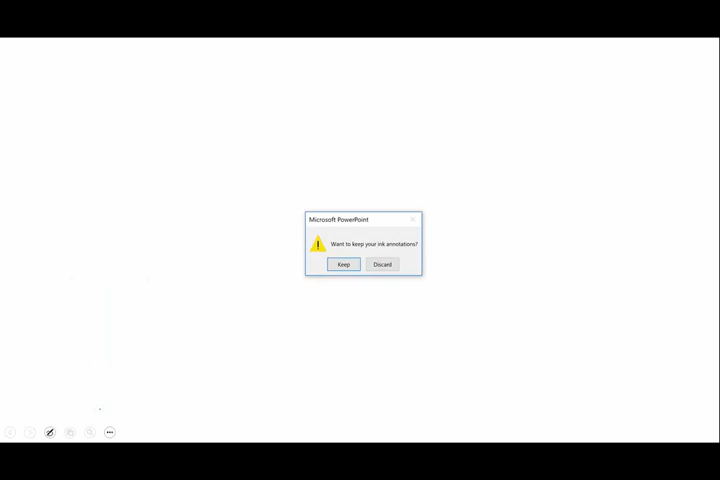 Microsoft PowerPoint
Want to keep your ink annotations?
Keep
Discard